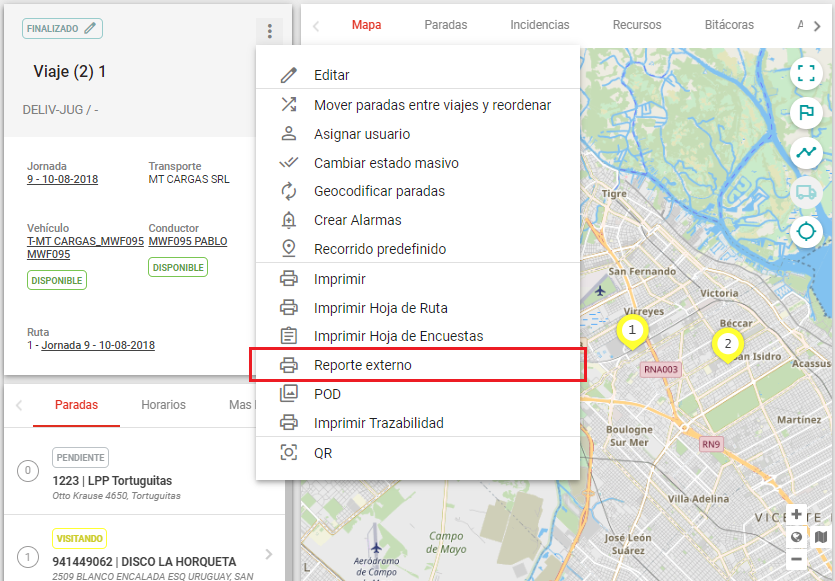 FINALIZADO
Viaje (2) 1
DELIV-JUG / -
Jornada
9 - 10-08-2018
Transporte
MT CARGAS SRL
Vehículo
T-MT CARGAS_MWF095
MWF095
DISPONIBLE
Conductor
MWF095 PABLO
DISPONIBLE
Ruta
1 - Jornada 9 - 10-08-2018
Paradas
Horarios
Mas
0
PENDIENTE
1223 | LPP Tortuguitas
Otto Krause 4650, Tortuguitas
1
VISITANDO
941449062 | DISCO LA HORQUETA
2509 BLANCO ENCALADA ESQ URUGUAY, SAN
Editar
Mover paradas entre viajes y reordenar
Asignar usuario
Cambiar estado masivo
Geocodificar paradas
Crear Alarmas
Recorrido predefinido
Imprimir
Imprimir Hoja de Ruta
Imprimir Hoja de Encuestas
Reporte externo
POD
Imprimir Trazabilidad
QR
Mapa
Paradas
Incidencias
Recursos
Bitácoras
Tigre
San Fernando
Victoria
Virreyes
1
Béccar
2
San Isidro
Acassus
RNA003
Martínez
Boulogne
Sur Mer
RN9
Villa Adelina
VICENTE
Campo
de Mayo
José León
Suárez
Aeródromo
de Campo